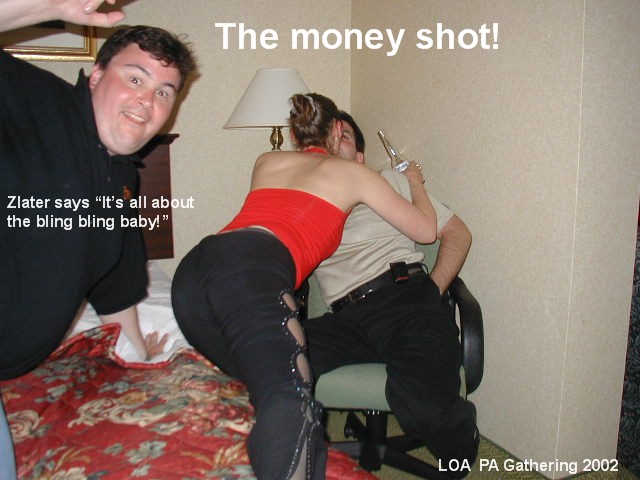 The money shot!
Zlater says “It’s all about
the bling bling baby!”
LOA PA Gathering 2002